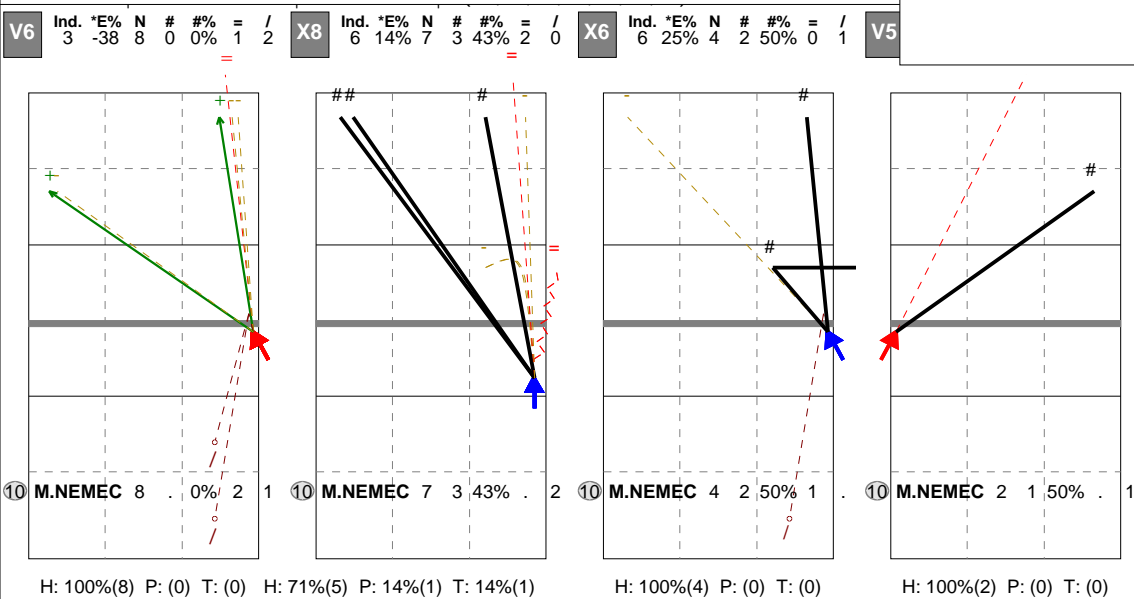 V6 Ind. *E% N # #% = /
3 -38 8 0 0% 1 2
X8 Ind. *E% N # #% = /
6 14% 7 3 43% 2 0
X6 Ind. *E% N # #% = /
6 25% 4 2 50% 0 1
V5
=
+ - -
+ -
10 M.NEMEC 8 . 0% 2 1
=
## # -
- =
10 M.NEMEC 7 3 43% . 2
- #
#
10 M.NEMEC 4 2 50% 1 .
#
10 M.NEMEC 2 1 50% . 1
H: 100%(8) P: (0) T: (0)
H: 71%(5) P: 14%(1) T: 14%(1)
H: 100%(4) P: (0) T: (0)
H: 100%(2) P: (0) T: (0)